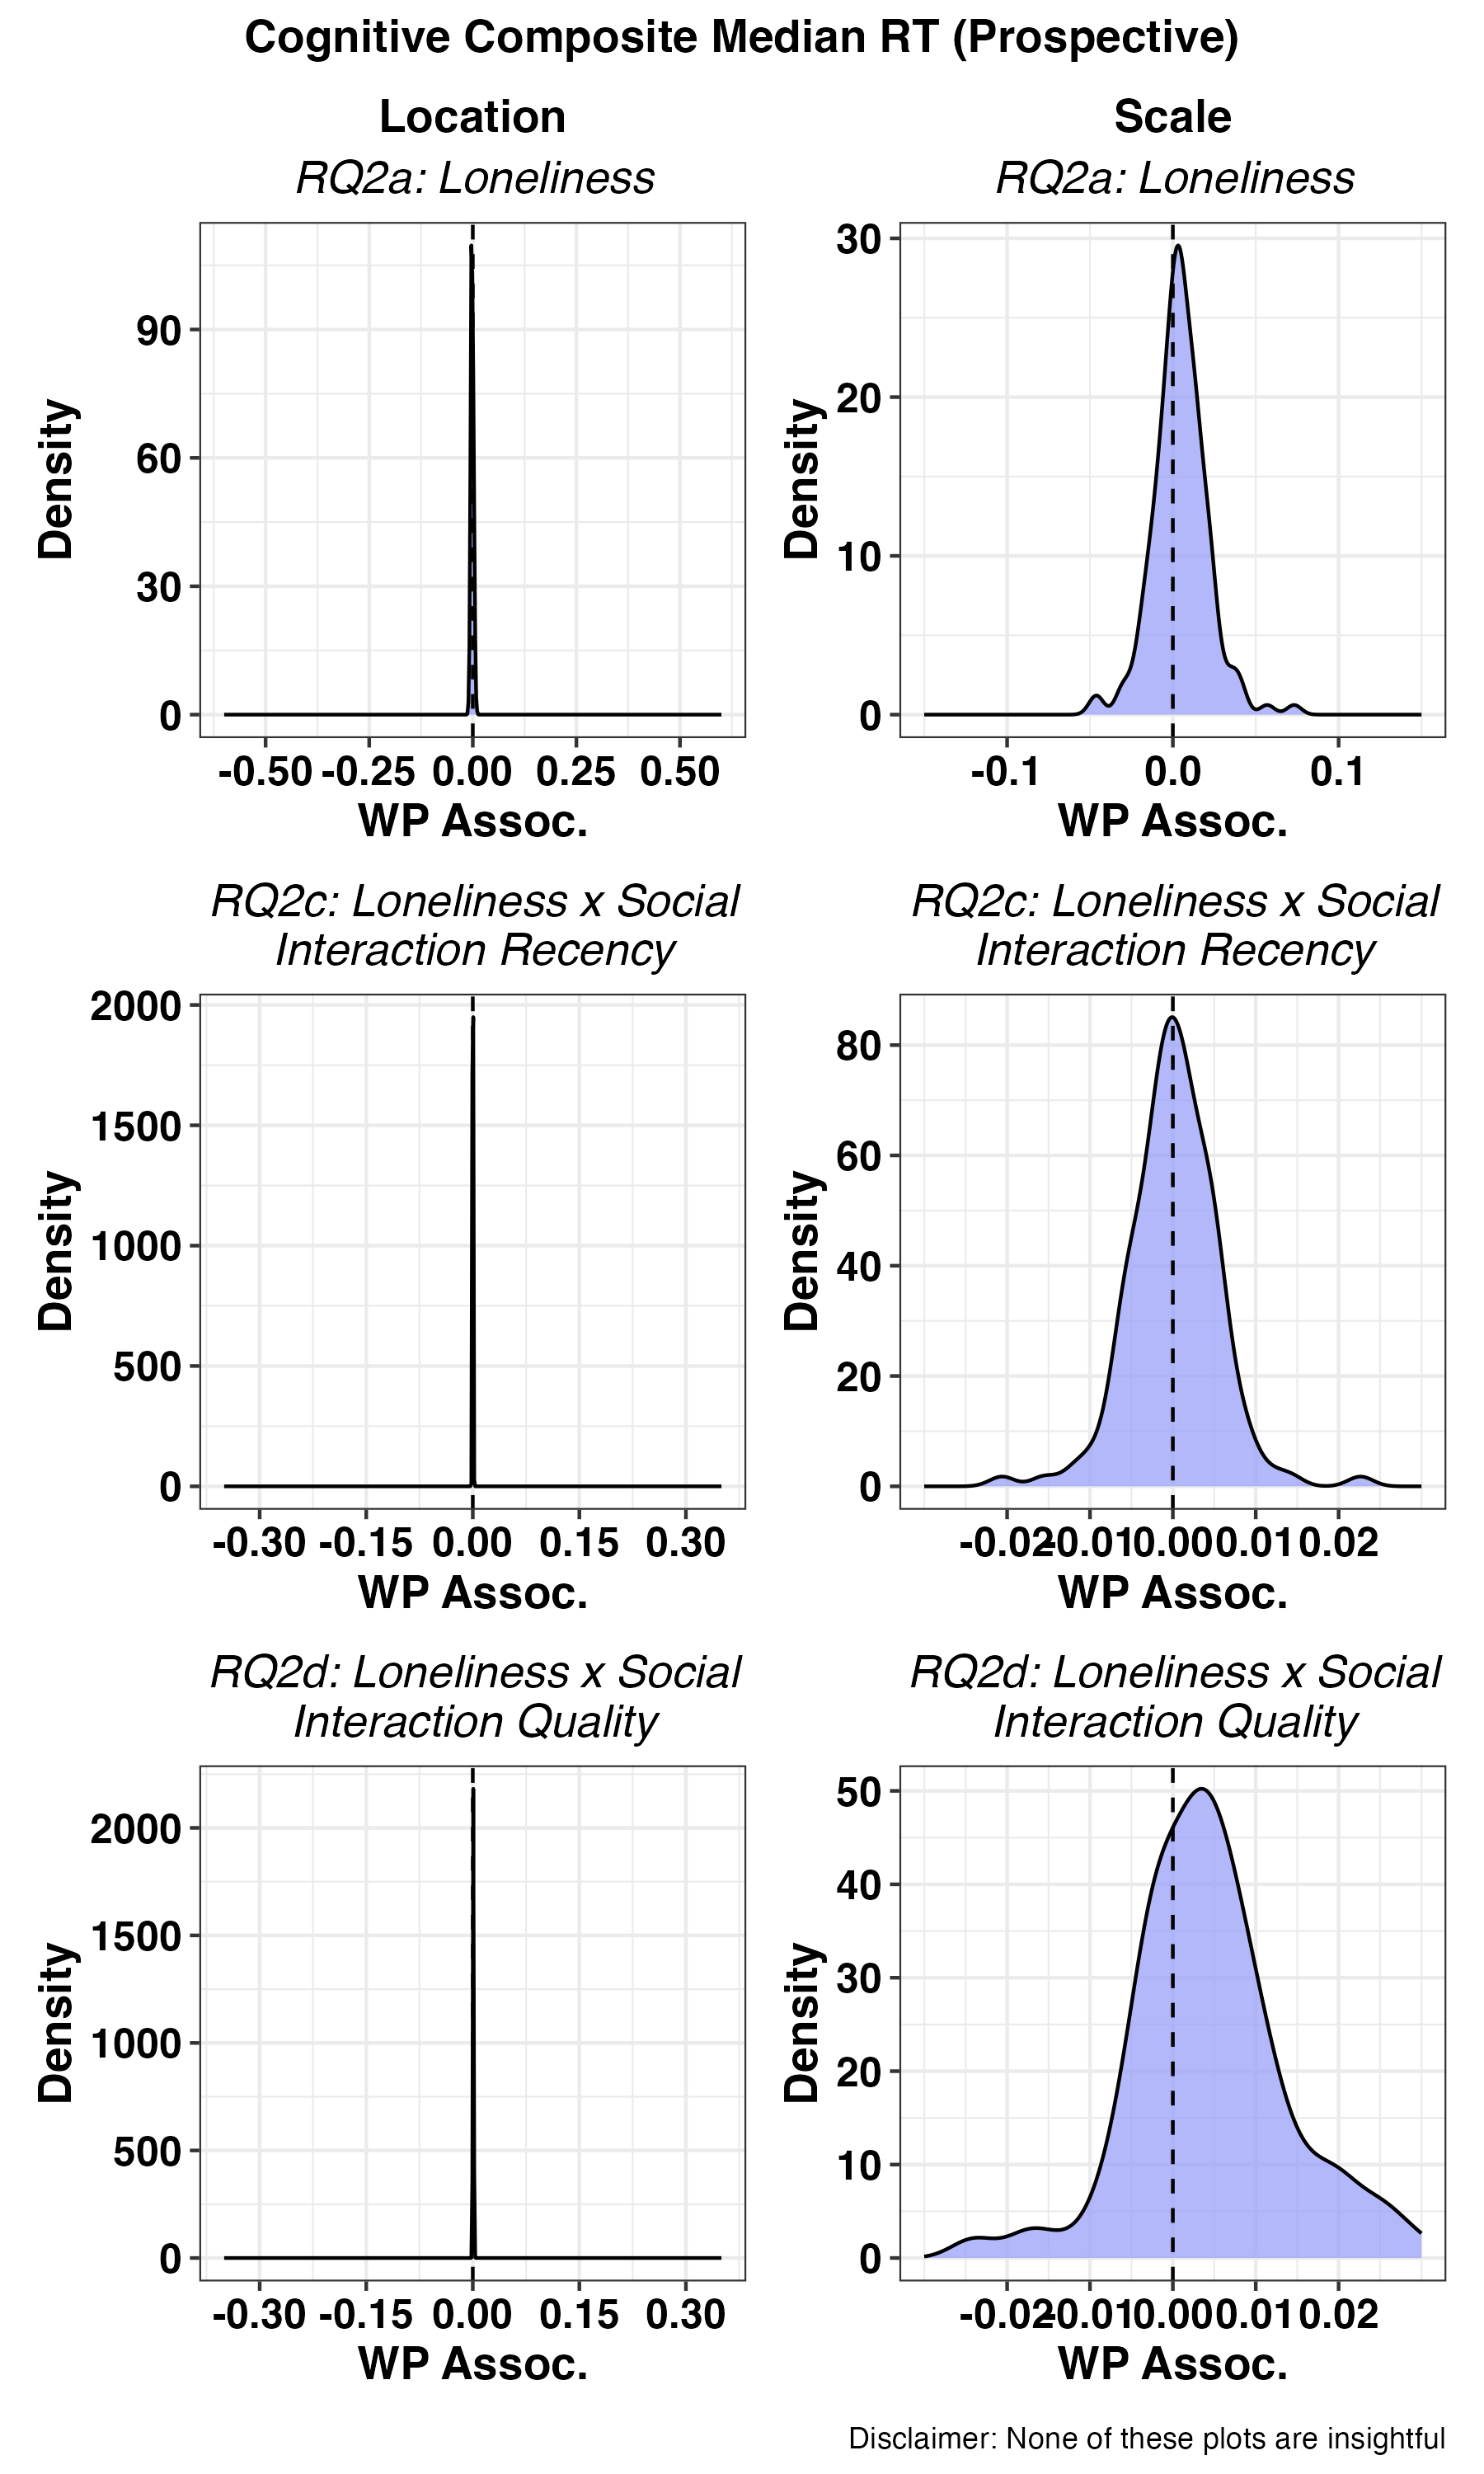 Cognitive Composite Median RT (Prospective)
Location
Scale
RQ2a: Loneliness
RQ2a: Loneliness
Density
90
60
30
0
-0.50 -0.25 0.00 0.25 0.50
WP Assoc.
Density
30
20
10
0
-0.1 0.0 0.1
WP Assoc.
RQ2c: Loneliness x Social
Interaction Recency
RQ2c: Loneliness x Social
Interaction Recency
Density
2000
1500
1000
500
0
-0.30 -0.15 0.00 0.15 0.30
WP Assoc.
Density
80
60
40
20
0
-0.02 -0.01 0.00 0.01 0.02
WP Assoc.
RQ2d: Loneliness x Social
Interaction Quality
RQ2d: Loneliness x Social
Interaction Quality
Density
2000
1500
1000
500
0
-0.30 -0.15 0.00 0.15 0.30
WP Assoc.
Density
50
40
30
20
10
0
-0.02 -0.01 0.00 0.01 0.02
WP Assoc.
Disclaimer: None of these plots are insightful